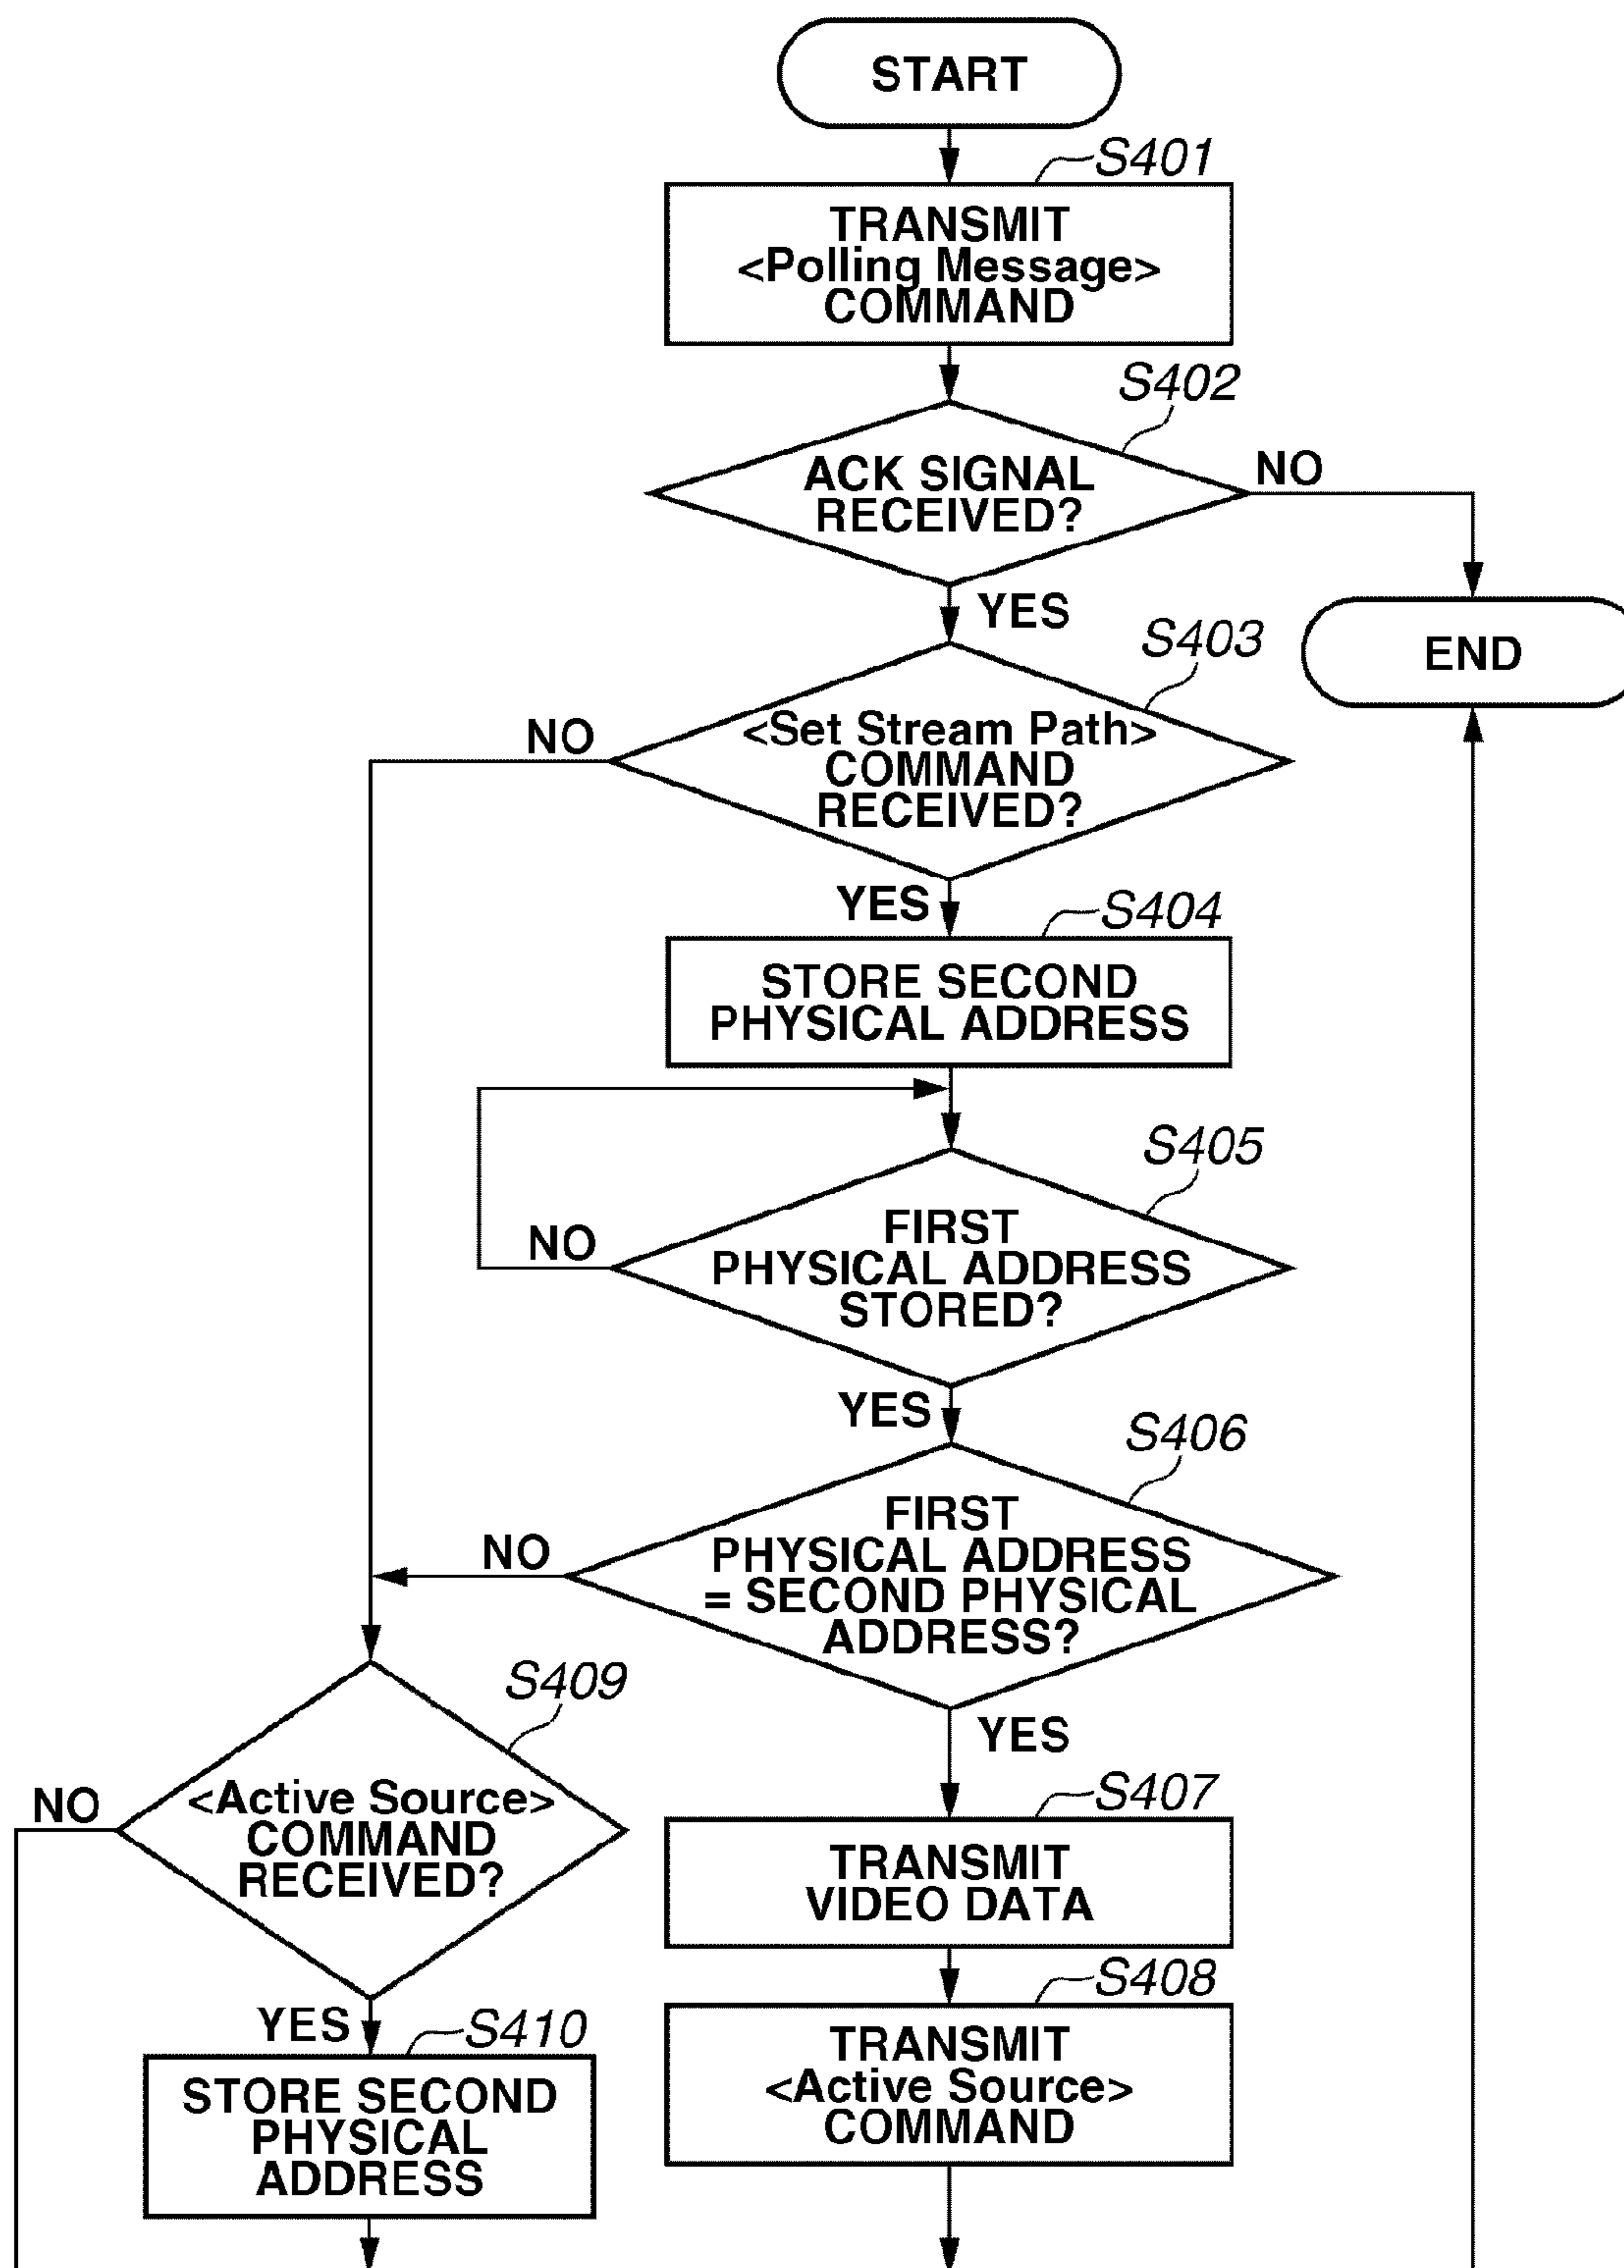 START
S401
TRANSMIT
<Polling Message>
COMMAND
S402
ACK SIGNAL
RECEIVED?
NO
YES
END
S403
<Set Stream Path>
COMMAND
RECEIVED?
NO
YES
S404
STORE SECOND
PHYSICAL ADDRESS
S405
FIRST
PHYSICAL ADDRESS
STORED?
NO
YES
S406
FIRST
PHYSICAL ADDRESS
= SECOND PHYSICAL
ADDRESS?
NO
YES
S409
<Active Source>
COMMAND
RECEIVED?
NO
YES
S407
TRANSMIT
VIDEO DATA
S408
TRANSMIT
<Active Source>
COMMAND
S410
STORE SECOND
PHYSICAL
ADDRESS